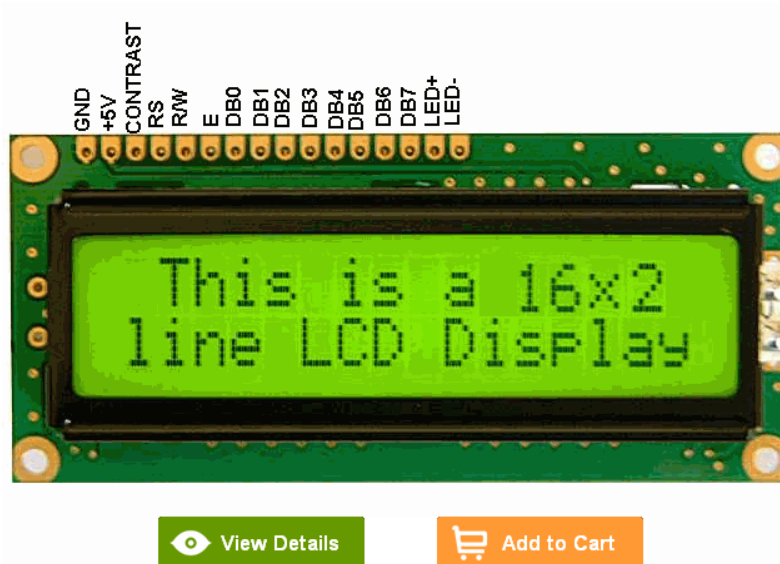 GND +5V CONTRAST RS R/W E DB0 DB1 DB2 DB3 DB4 DB5 DB6 DB7 LED+ LED-
This is a 16x2
line LCD Display
View Details
Add to Cart